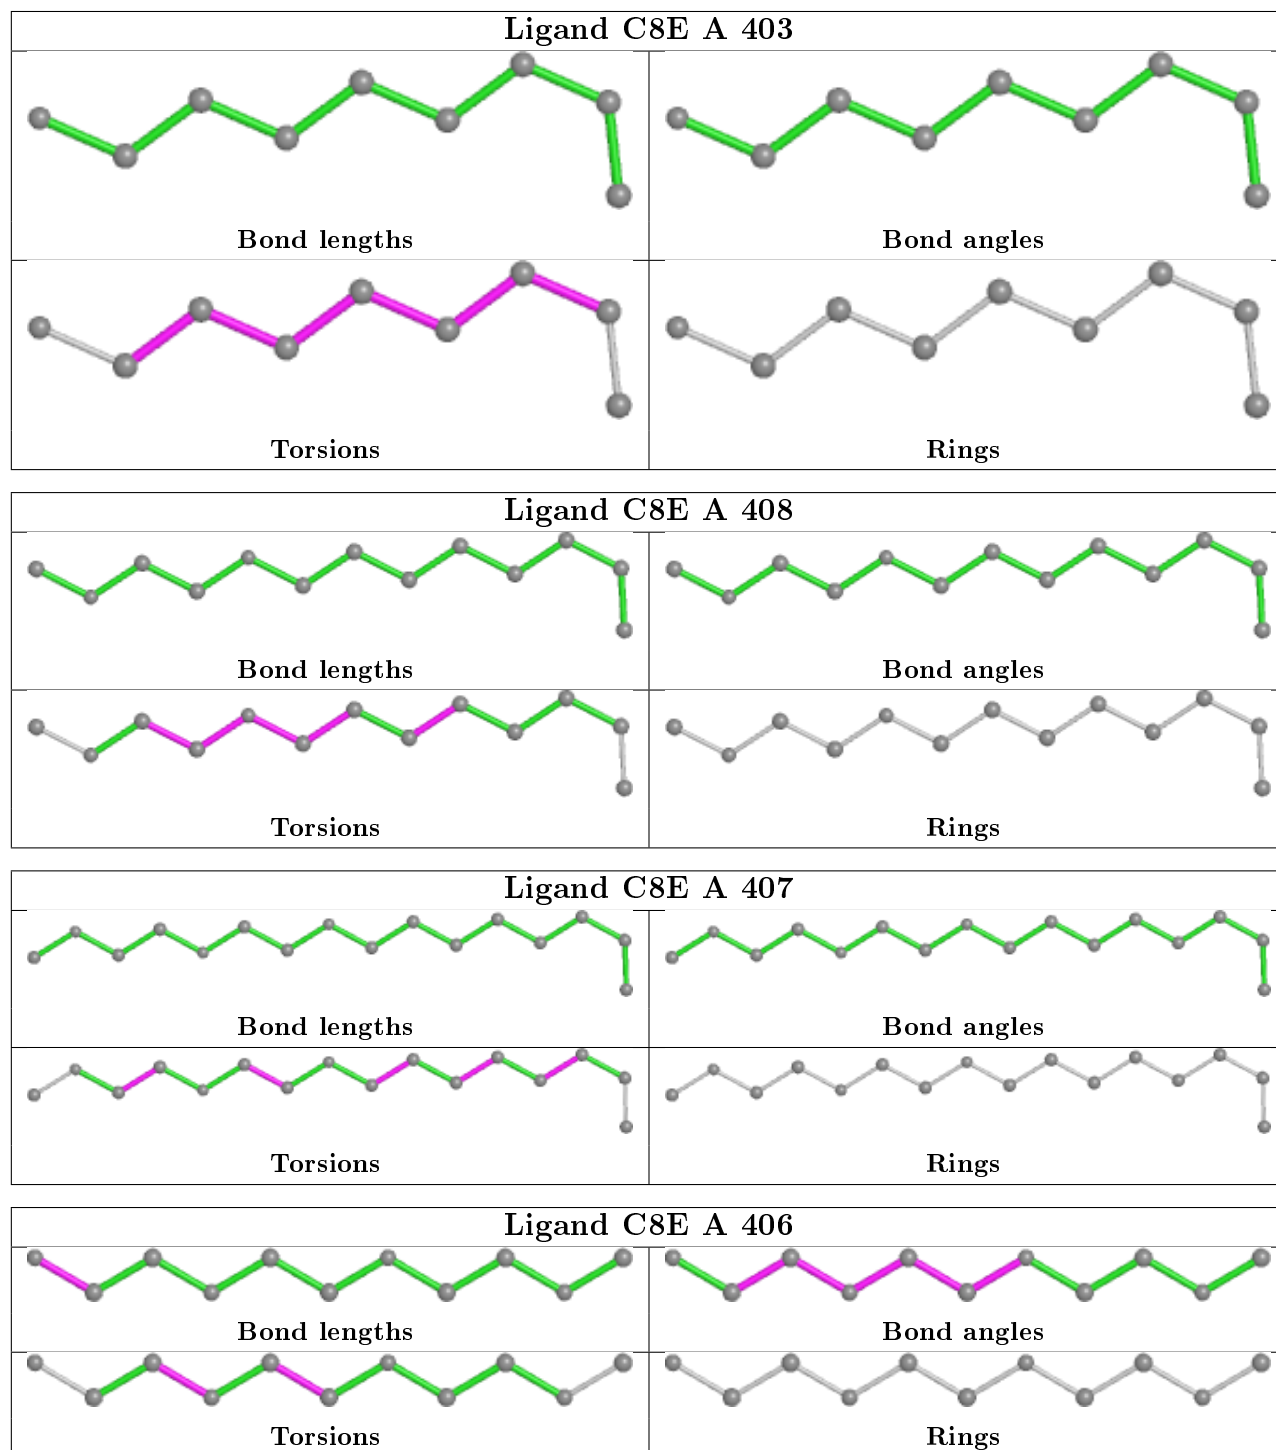 Ligand C8E A 403
Bond lengths
Bond angles
Torsions
Rings
Ligand C8E A 408
Bond lengths
Bond angles
Torsions
Rings
Ligand C8E A 407
Bond lengths
Bond angles
Torsions
Rings
Ligand C8E A 406
Bond lengths
Bond angles
Torsions
Rings